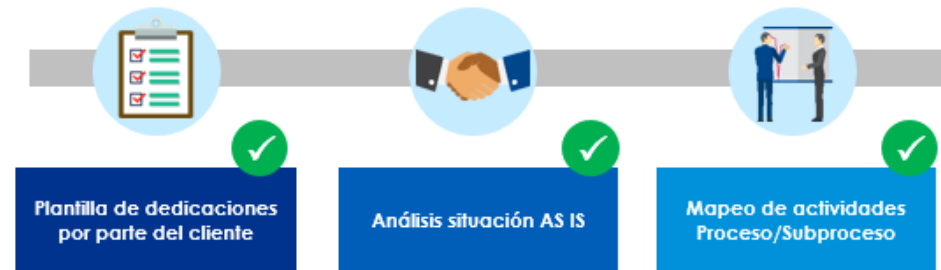 Plantilla de dedicaciones
por parte del cliente
Análisis situación AS IS
Mapeo de actividades
Proceso/Subproceso